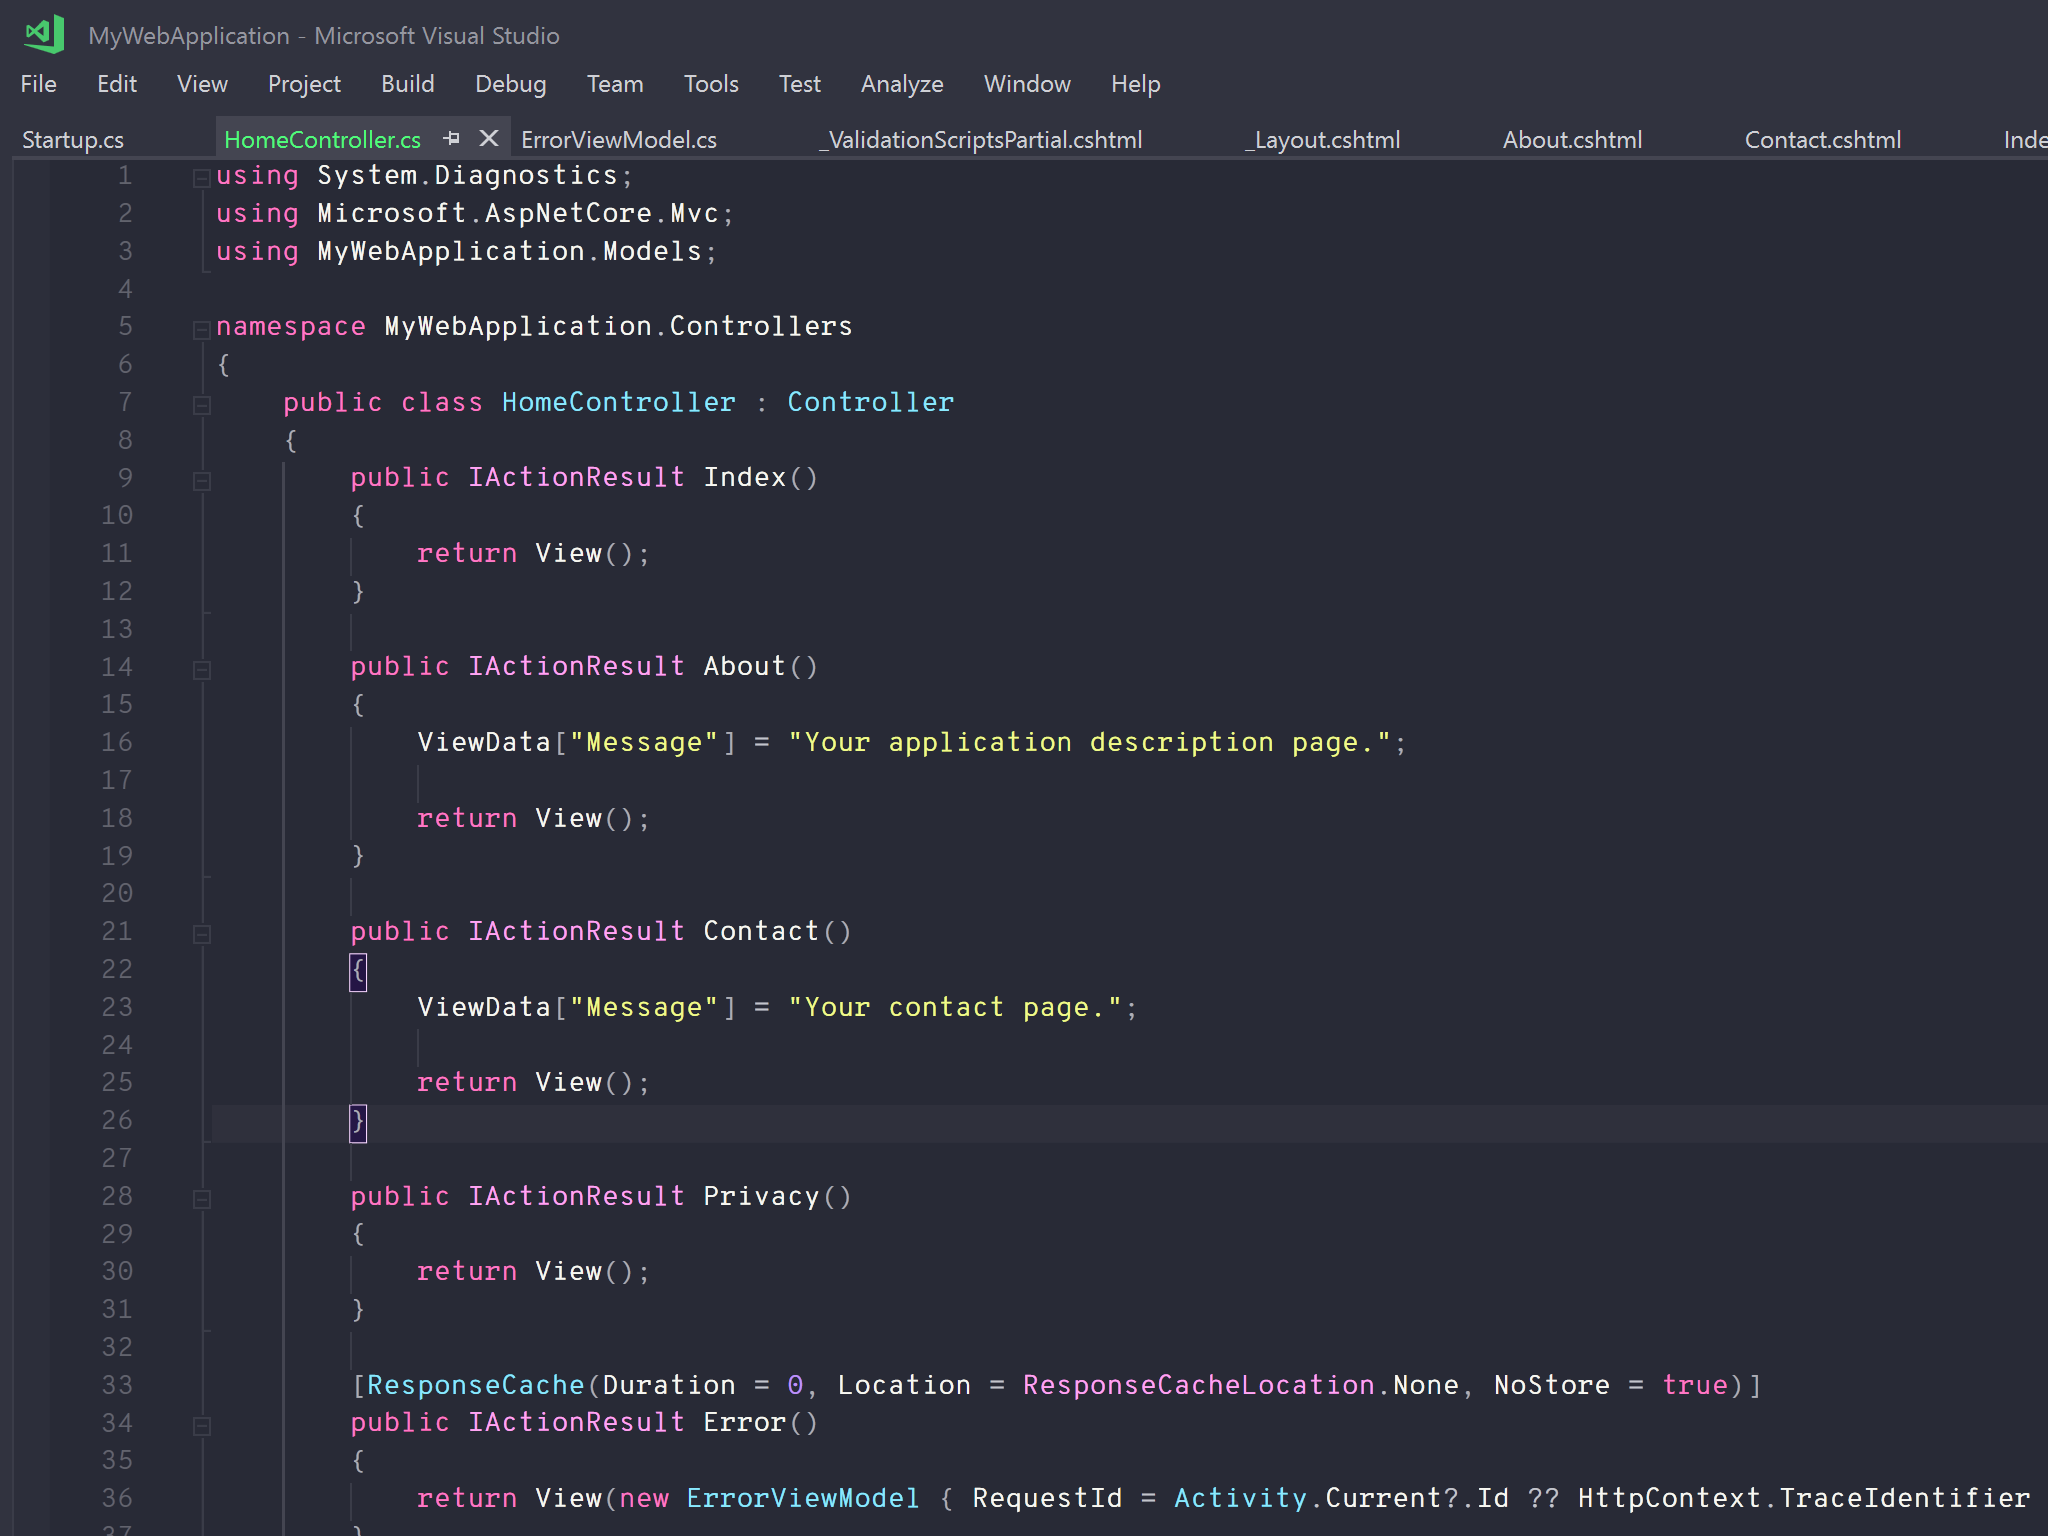 MyWebApplication - Microsoft Visual Studio
File Edit View Project Build Debug Team Tools Test Analyze Window Help
Startup.cs HomeController.cs ErrorViewModel.cs _ValidationScriptsPartial.cshtml _Layout.cshtml About.cshtml Contact.cshtml Inde
1 using System.Diagnostics;
2 using Microsoft.AspNetCore.Mvc;
3 using MyWebApplication.Models;
4
5 namespace MyWebApplication.Controllers
6 {
7 public class HomeController : Controller
8 {
9 public IActionResult Index()
10 {
11 return View();
12 }
13
14 public IActionResult About()
15 {
16 ViewData["Message"] = "Your application description page.";
17
18 return View();
19 }
20
21 public IActionResult Contact()
22 {
23 ViewData["Message"] = "Your contact page.";
24
25 return View();
26 }
27
28 public IActionResult Privacy()
29 {
30 return View();
31 }
32
33 [ResponseCache(Duration = 0, Location = ResponseCacheLocation.None, NoStore = true)]
34 public IActionResult Error()
35 {
36 return View(new ErrorViewModel { RequestId = Activity.Current?.Id ?? HttpContext.TraceIdentifier
37 }